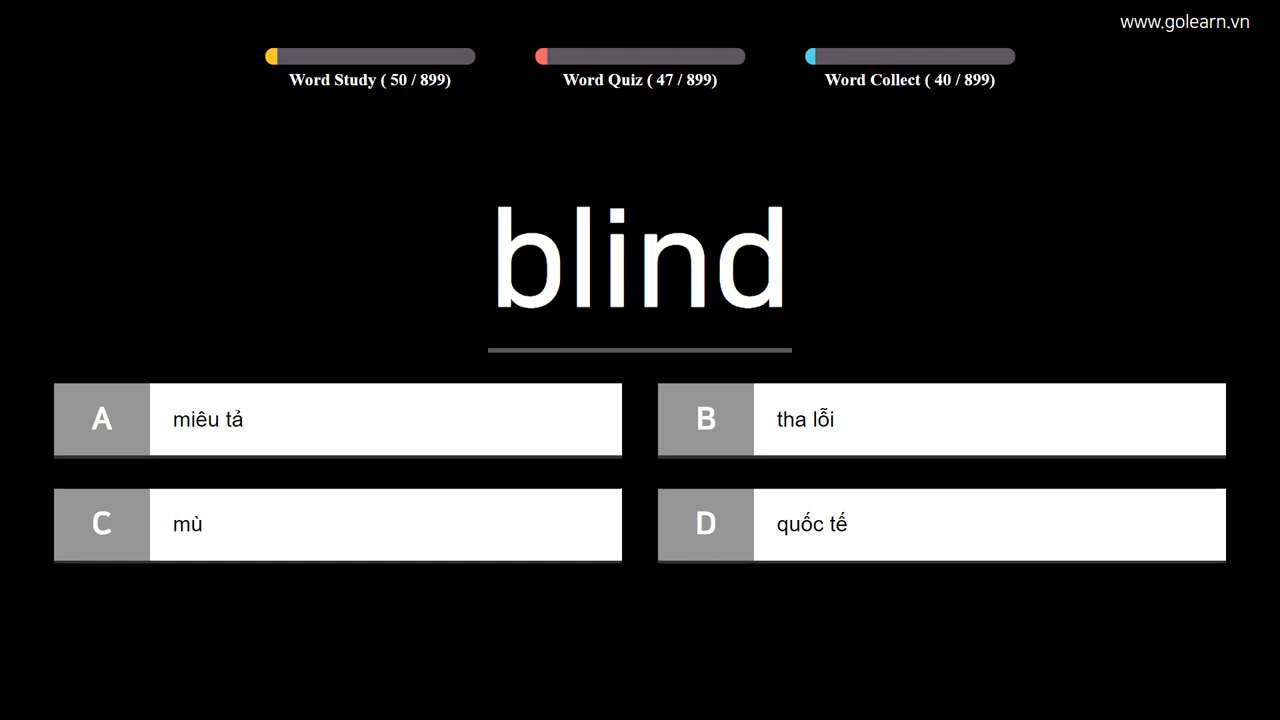 www.golearn.vn
Word Study ( 50 / 899)
Word Quiz ( 47 / 899)
Word Collect ( 40 / 899)
blind
A miêu tả
B tha lỗi
C mù
D quốc tế